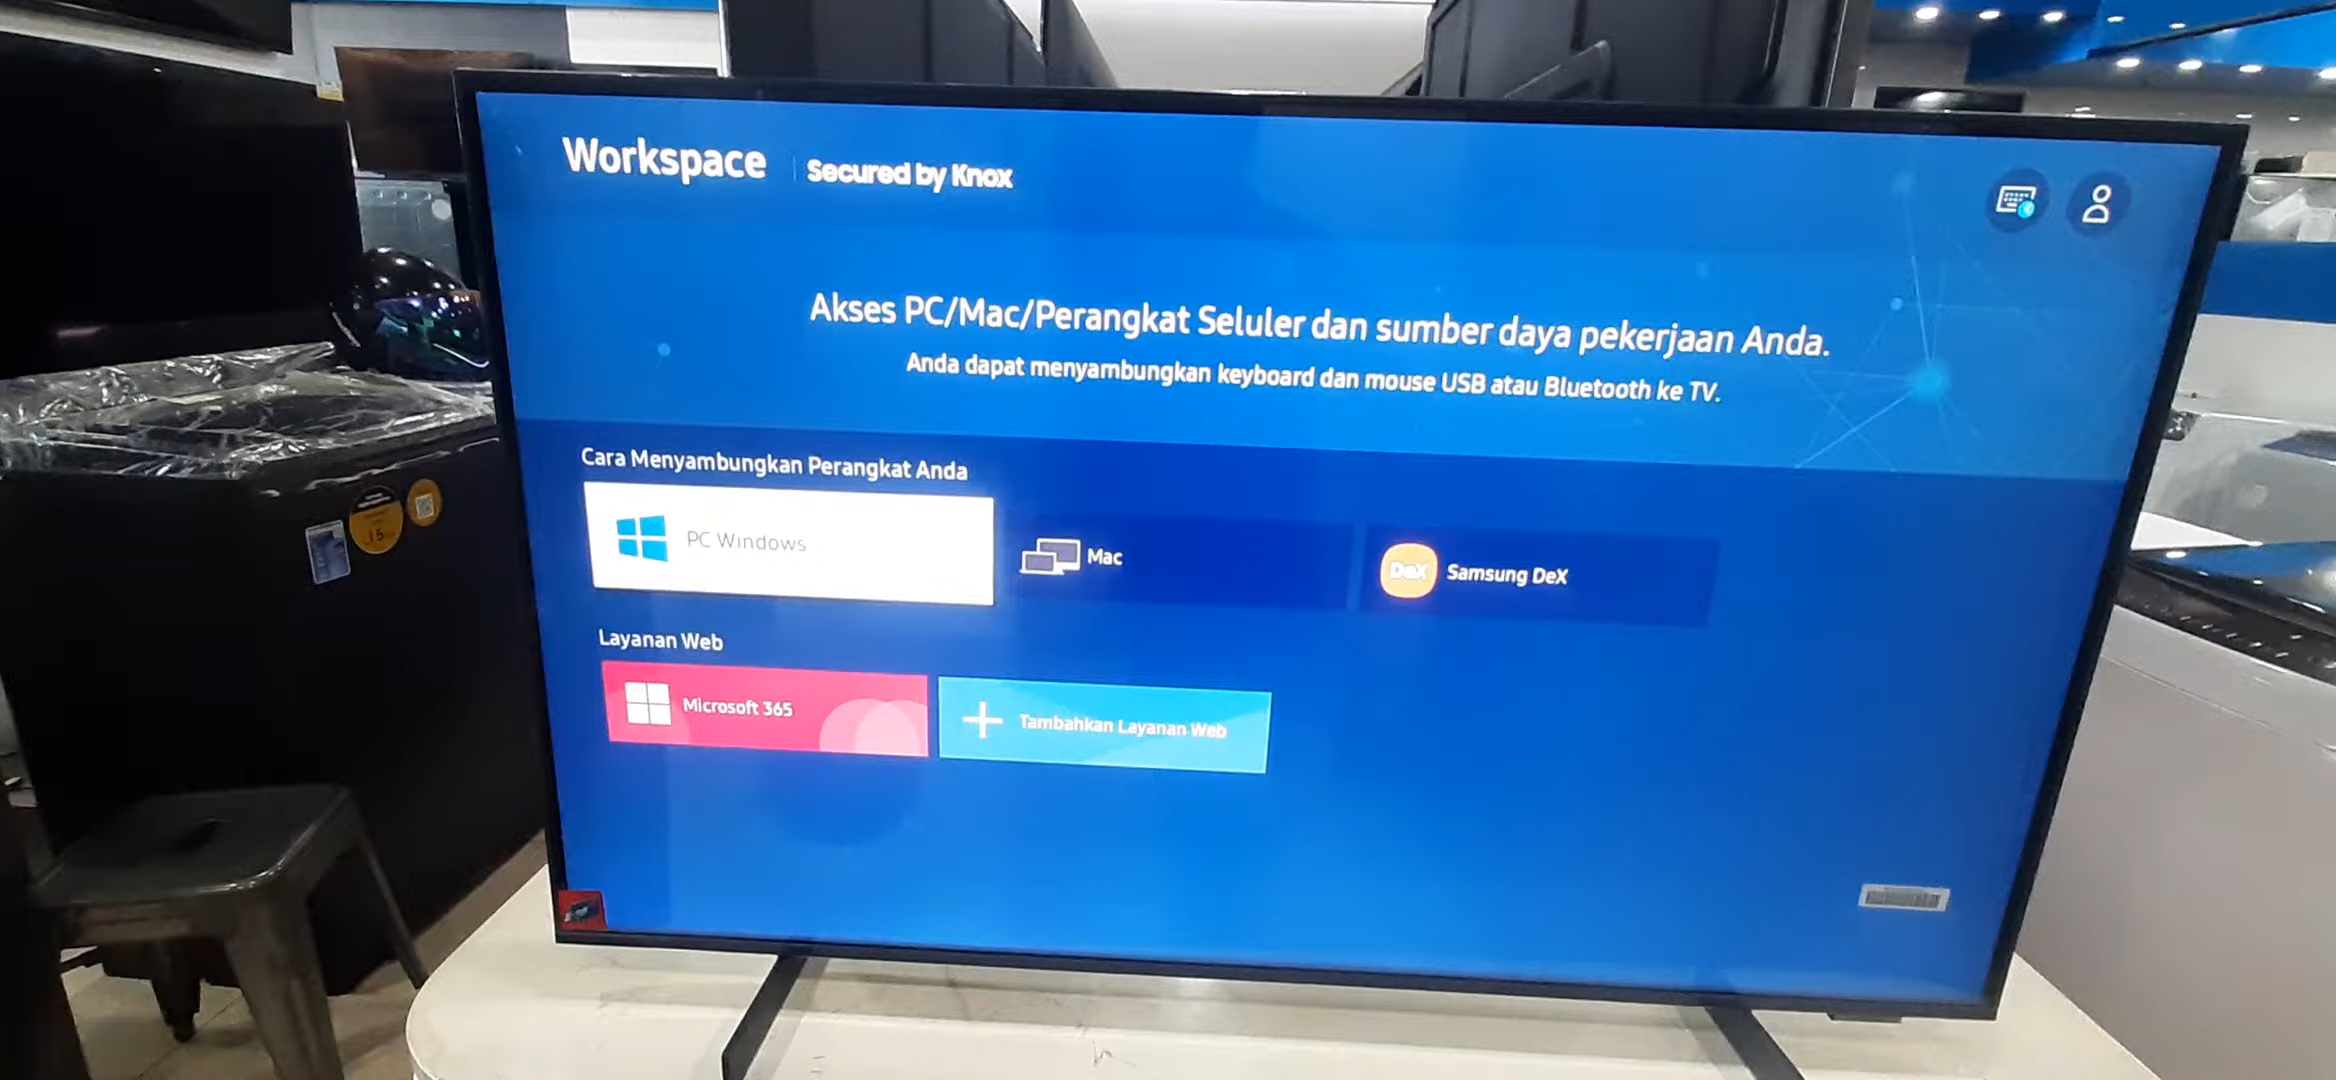 Workspace
Secured by Knox
Akses PC/Mac/Perangkat Seluler dan sumber daya pekerjaan Anda.
Anda dapat menyambungkan keyboard dan mouse USB atau Bluetooth ke TV.
Cara Menyambungkan Perangkat Anda
PC Windows
Mac
DeX
Samsung DeX
Layanan Web
Microsoft 365
Tambahkan Layanan Web